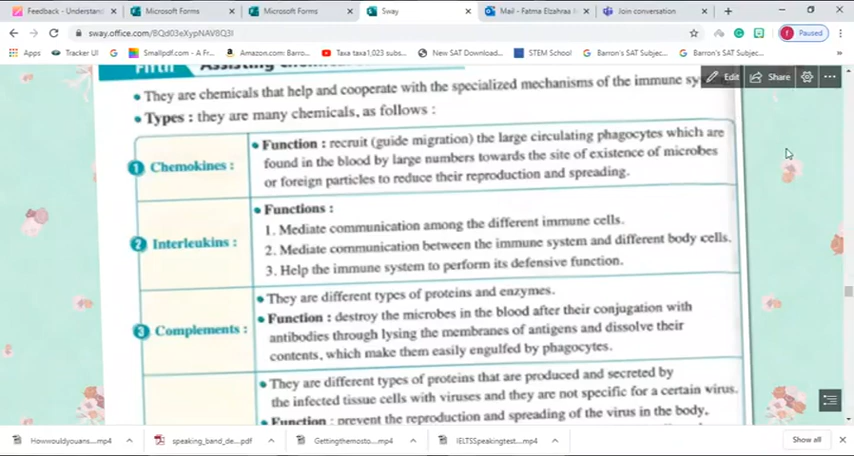 Feedback - Understand
Microsoft Forms
Microsoft Forms
Sway
Mail - Fatma Elzahraa
Join conversation
sway.office.com/8Qd03eXypNAV8Q3I
Paused
Apps
Tracker UI
Smallpdf.com - A Fr...
Amazon.com: Barro...
Taxa taxa1,023 subs...
New SAT Download...
STEM School
Barron's SAT Subjec...
Barron's SAT Subjec...
Edit
Share
Fifth Assisting
• They are chemicals that help and cooperate with the specialized mechanisms of the immune
• Types : they are many chemicals, as follows :
1 Chemokines :
• Function : recruit (guide migration) the large circulating phagocytes which are
found in the blood by large numbers towards the site of existence of microbes
or foreign particles to reduce their reproduction and spreading.
2 Interleukins :
• Functions :
1. Mediate communication among the different immune cells.
2. Mediate communication between the immune system and different body cells.
3. Help the immune system to perform its defensive function.
3 Complements :
• They are different types of proteins and enzymes.
• Function : destroy the microbes in the blood after their conjugation with
antibodies through lysing the membranes of antigens and dissolve their
contents, which make them easily engulfed by phagocytes.
• They are different types of proteins that are produced and secreted by
the infected tissue cells with viruses and they are not specific for a certain virus.
• Function : prevent the reproduction and spreading of the virus in the body.
Howwouldyouans....mp4
speaking_band_de....pdf
Gettingthemosto....mp4
IELTSSpeakingtest....mp4
Show all